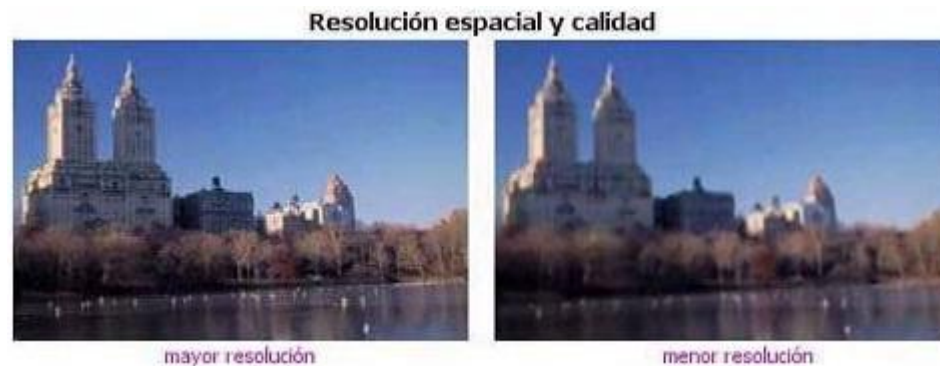 Resolución espacial y calidad
mayor resolución
menor resolución